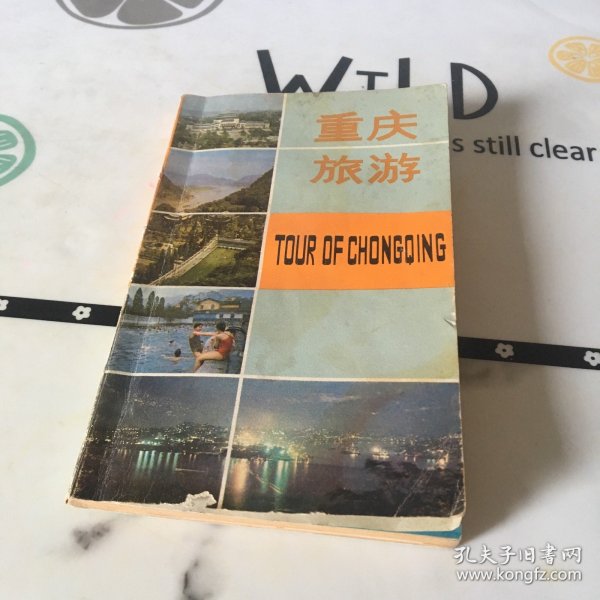 WILD
s still clear
重庆
旅游
TOUR OF CHONGQING
孔夫子旧书网
www.kongfz.com